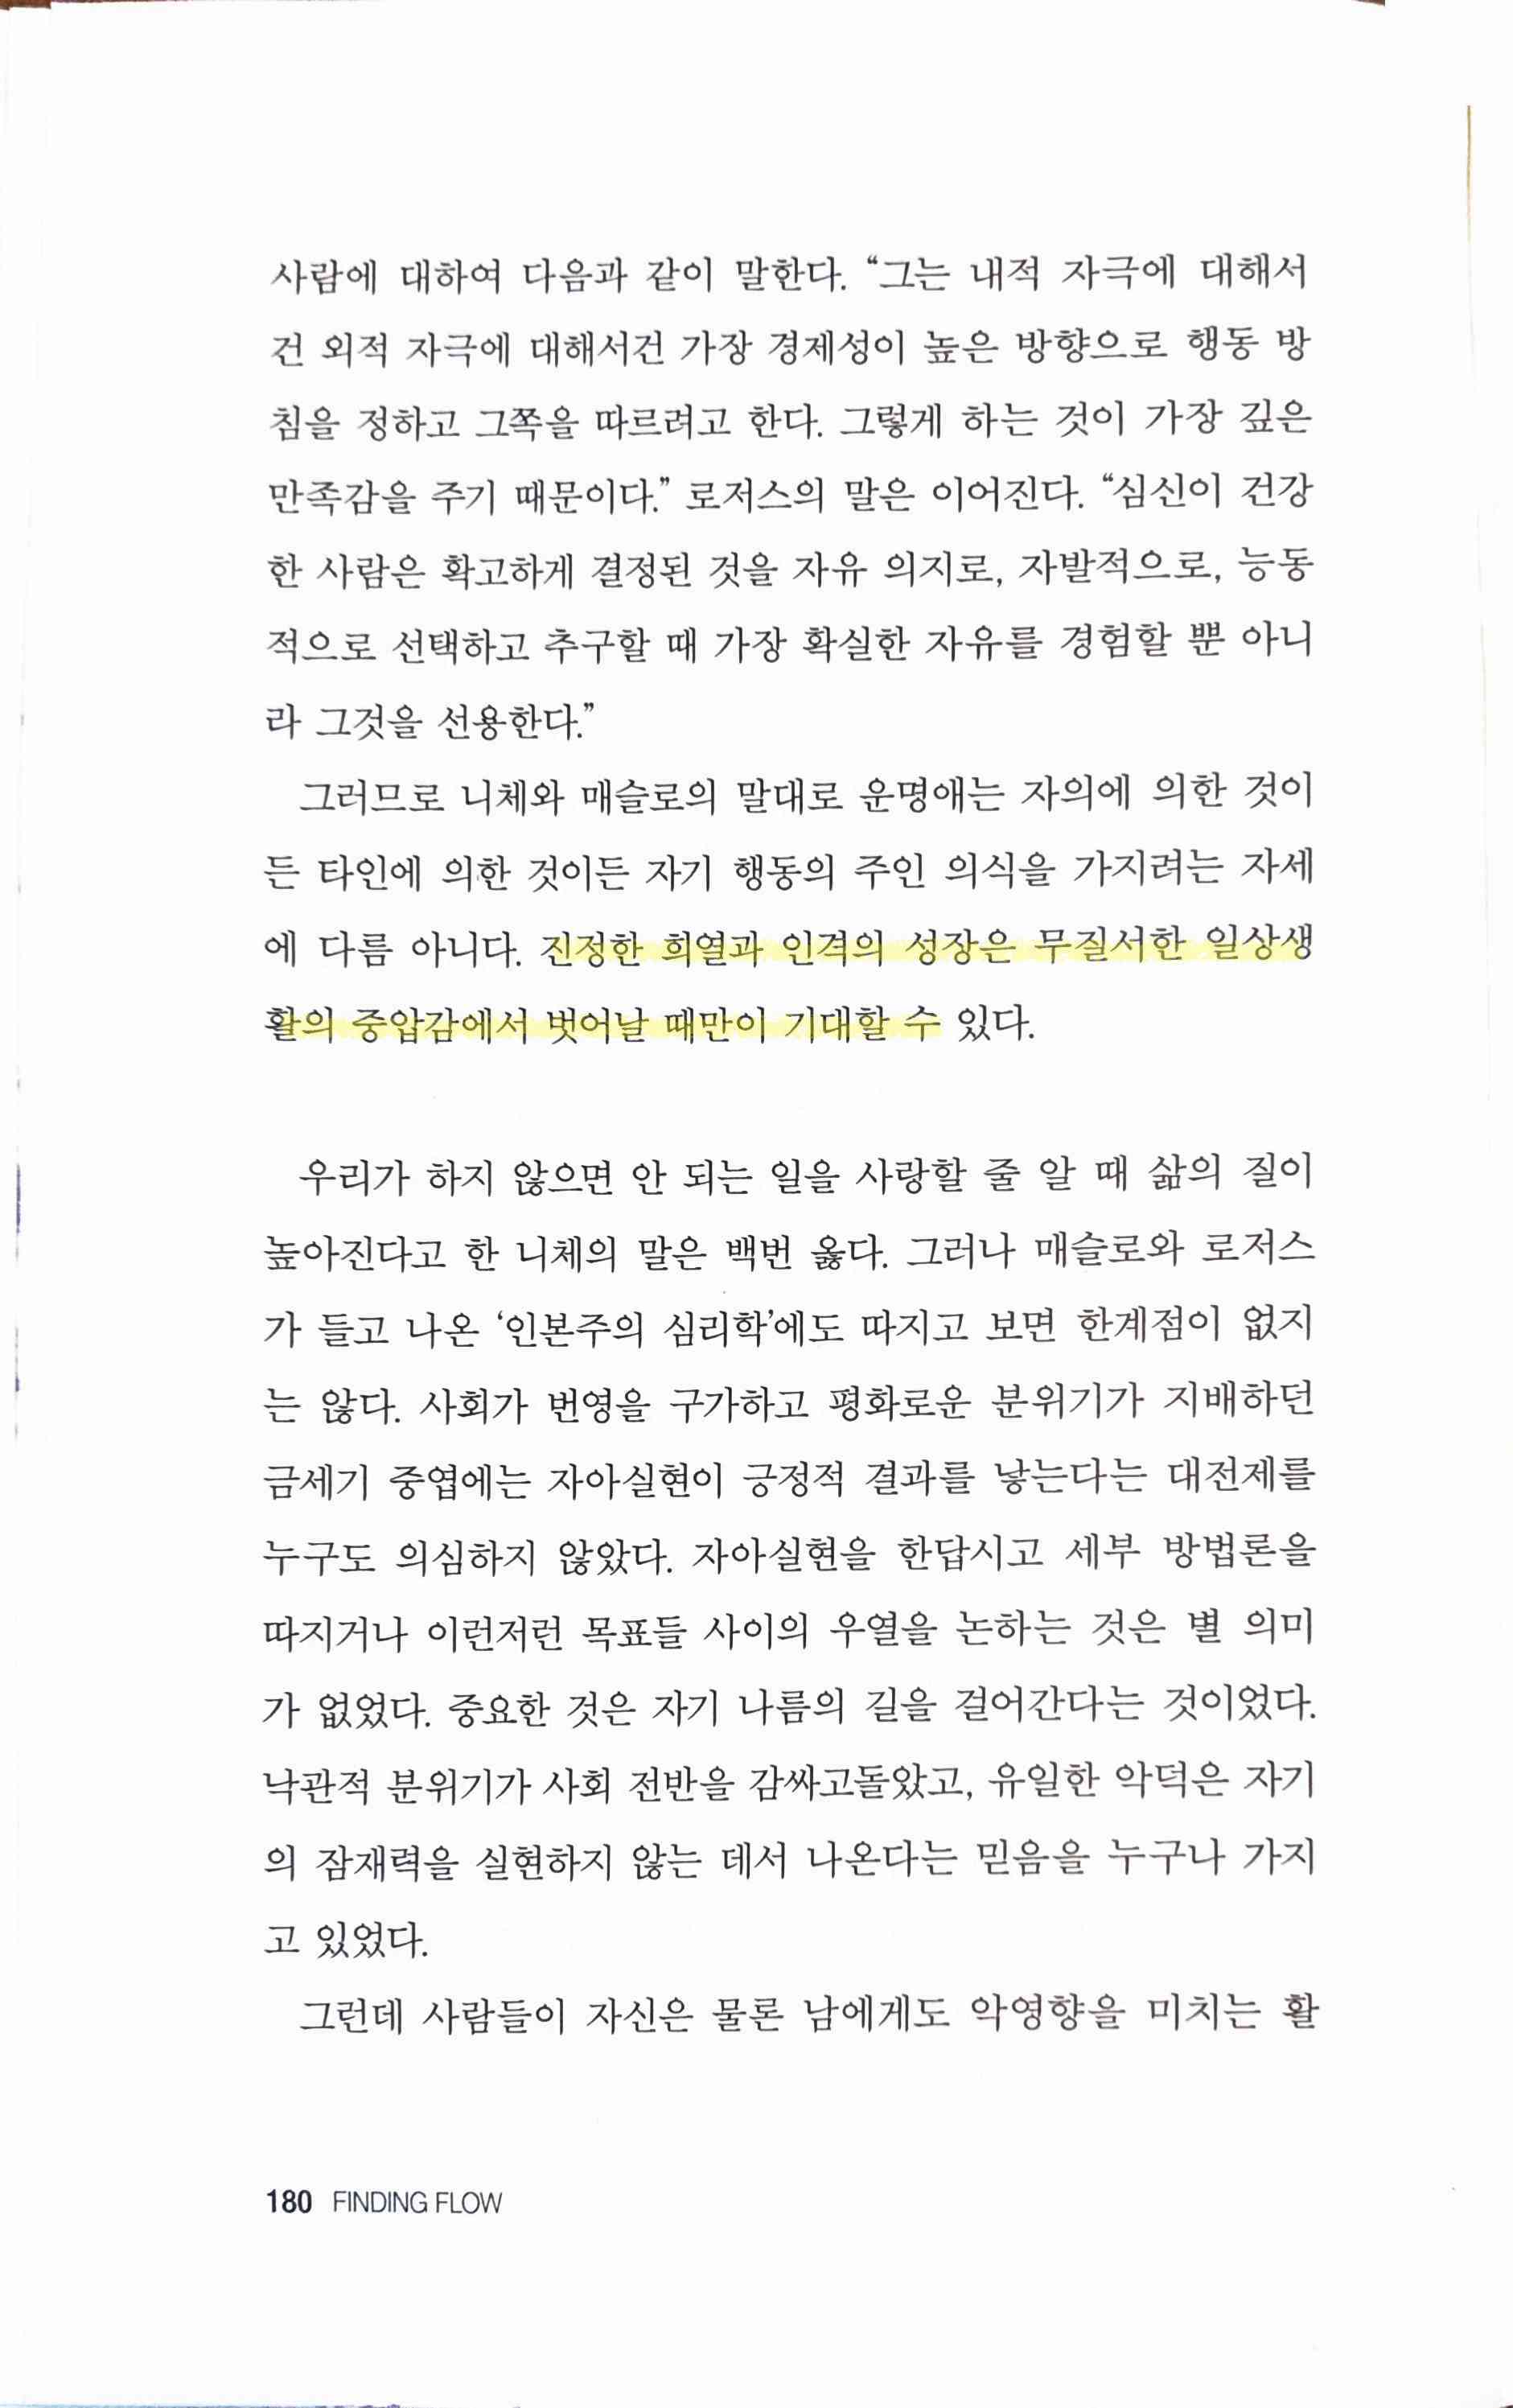 사람에 대하여 다음과 같이 말한다. “그는 내적 자극에 대해서
건 외적 자극에 대해서건 가장 경제성이 높은 방향으로 행동 방
침을 정하고 그쪽을 따르려고 한다. 그렇게 하는 것이 가장 깊은
만족감을 주기 때문이다.” 로저스의 말은 이어진다. “심신이 건강
한 사람은 확고하게 결정된 것을 자유 의지로, 자발적으로, 능동
적으로 선택하고 추구할 때 가장 확실한 자유를 경험할 뿐 아니
라 그것을 선용한다.”
그러므로 니체와 매슬로의 말대로 운명애는 자의에 의한 것이
든 타인에 의한 것이든 자기 행동의 주인 의식을 가지려는 자세
에 다름 아니다. 진정한 희열과 인격의 성장은 무질서한 일상생
활의 중압감에서 벗어날 때만이 기대할 수 있다.
우리가 하지 않으면 안 되는 일을 사랑할 줄 알 때 삶의 질이
높아진다고 한 니체의 말은 백번 옳다. 그러나 매슬로와 로저스
가 들고 나온 ‘인본주의 심리학’에도 따지고 보면 한계점이 없지
는 않다. 사회가 번영을 구가하고 평화로운 분위기가 지배하던
금세기 중엽에는 자아실현이 긍정적 결과를 낳는다는 대전제를
누구도 의심하지 않았다. 자아실현을 한답시고 세부 방법론을
따지거나 이런저런 목표들 사이의 우열을 논하는 것은 별 의미
가 없었다. 중요한 것은 자기 나름의 길을 걸어간다는 것이었다.
낙관적 분위기가 사회 전반을 감싸고돌았고, 유일한 악덕은 자기
의 잠재력을 실현하지 않는 데서 나온다는 믿음을 누구나 가지
고 있었다.
그런데 사람들이 자신은 물론 남에게도 악영향을 미치는 활
180 FINDING FLOW